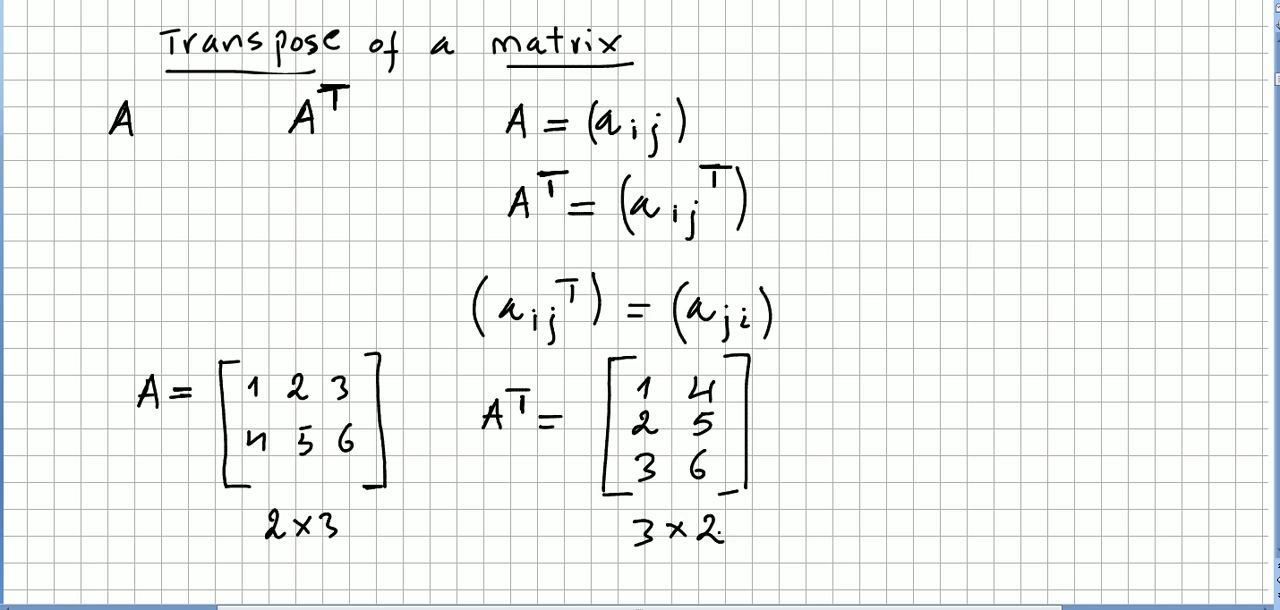 Transpose of a matrix
A A^T A = (a_ij)
A^T = (a_ij^T)
(a_ij^T) = (a_ji)
A = [1 2 3 A^T = [1 4
4 5 6] 2 5
3 6]
2×3 3×2